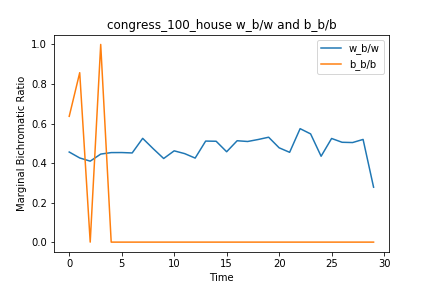 congress_100_house w_b/w and b_b/b
w_b/w
b_b/b
Marginal Bichromatic Ratio
1.0
0.8
0.6
0.4
0.2
0.0
0 5 10 15 20 25 30
Time